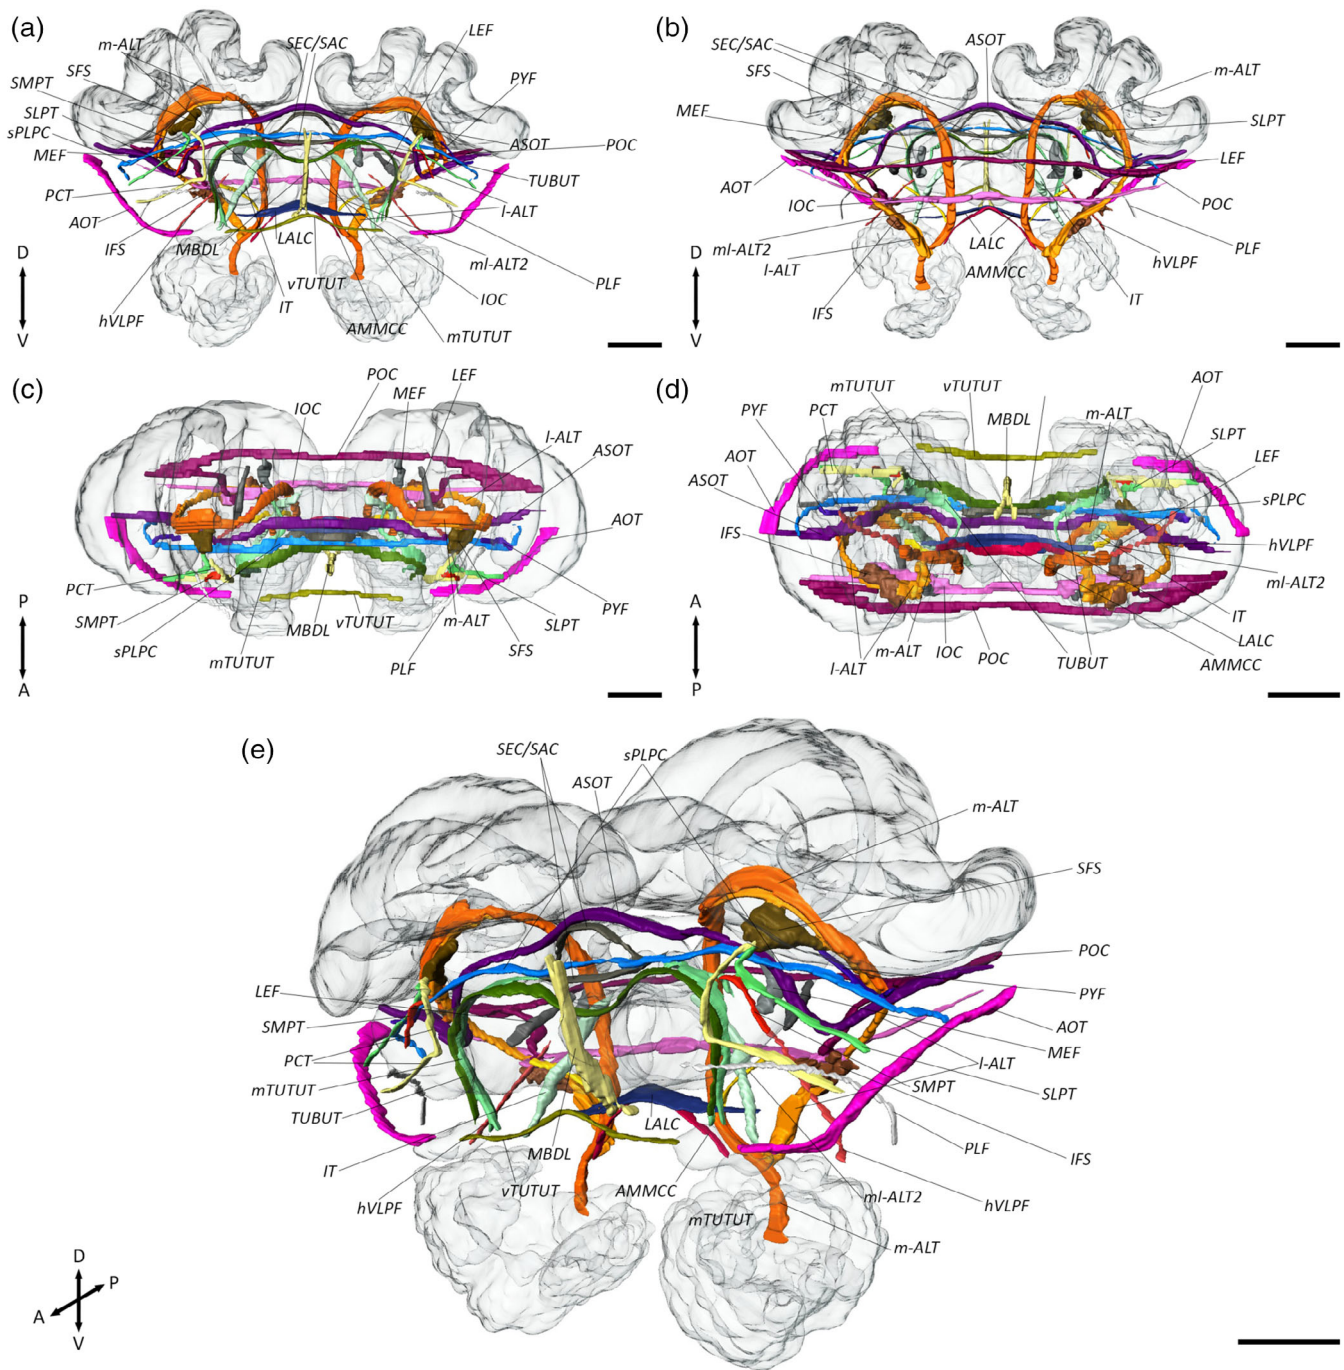 (a)
m-ALT
SEC/SAC
LEF
SFS
SMPT
PYF
SLPT
sPLPC
MEF
ASOT
POC
PCT
TUBUT
AOT
l-ALT
IFS
MBDL
LALC
ml-ALT2
PLF
hVLPF
IT
vTUTUT
IOC
AMMCC
mTUTUT
D
V
(b)
ASOT
SEC/SAC
SFS
m-ALT
MEF
SLPT
LEF
AOT
IOC
POC
ml-ALT2
LALC
PLF
l-ALT
AMMCC
hVLPF
IFS
IT
D
V
(c)
POC
LEF
MEF
IOC
l-ALT
ASOT
AOT
PCT
SMPT
PYF
sPLPC
MBDL
vTUTUT
m-ALT
SLPT
mTUTUT
PLF
SFS
P
A
(d)
mTUTUT
vTUTUT
AOT
PYF
PCT
MBDL
m-ALT
SLPT
AOT
LEF
ASOT
sPLPC
IFS
hVLPF
ml-ALT2
IT
LALC
l-ALT
m-ALT
IOC
POC
TUBUT
AMMCC
A
P
(e)
SEC/SAC
sPLPC
ASOT
m-ALT
SFS
POC
LEF
PYF
SMPT
AOT
PCT
MEF
l-ALT
mTUTUT
SMPT
SLPT
TUBUT
LALC
PLF
IT
MBDL
IFS
hVLPF
vTUTUT
AMMCC
ml-ALT2
hVLPF
mTUTUT
m-ALT
D
P
A
V